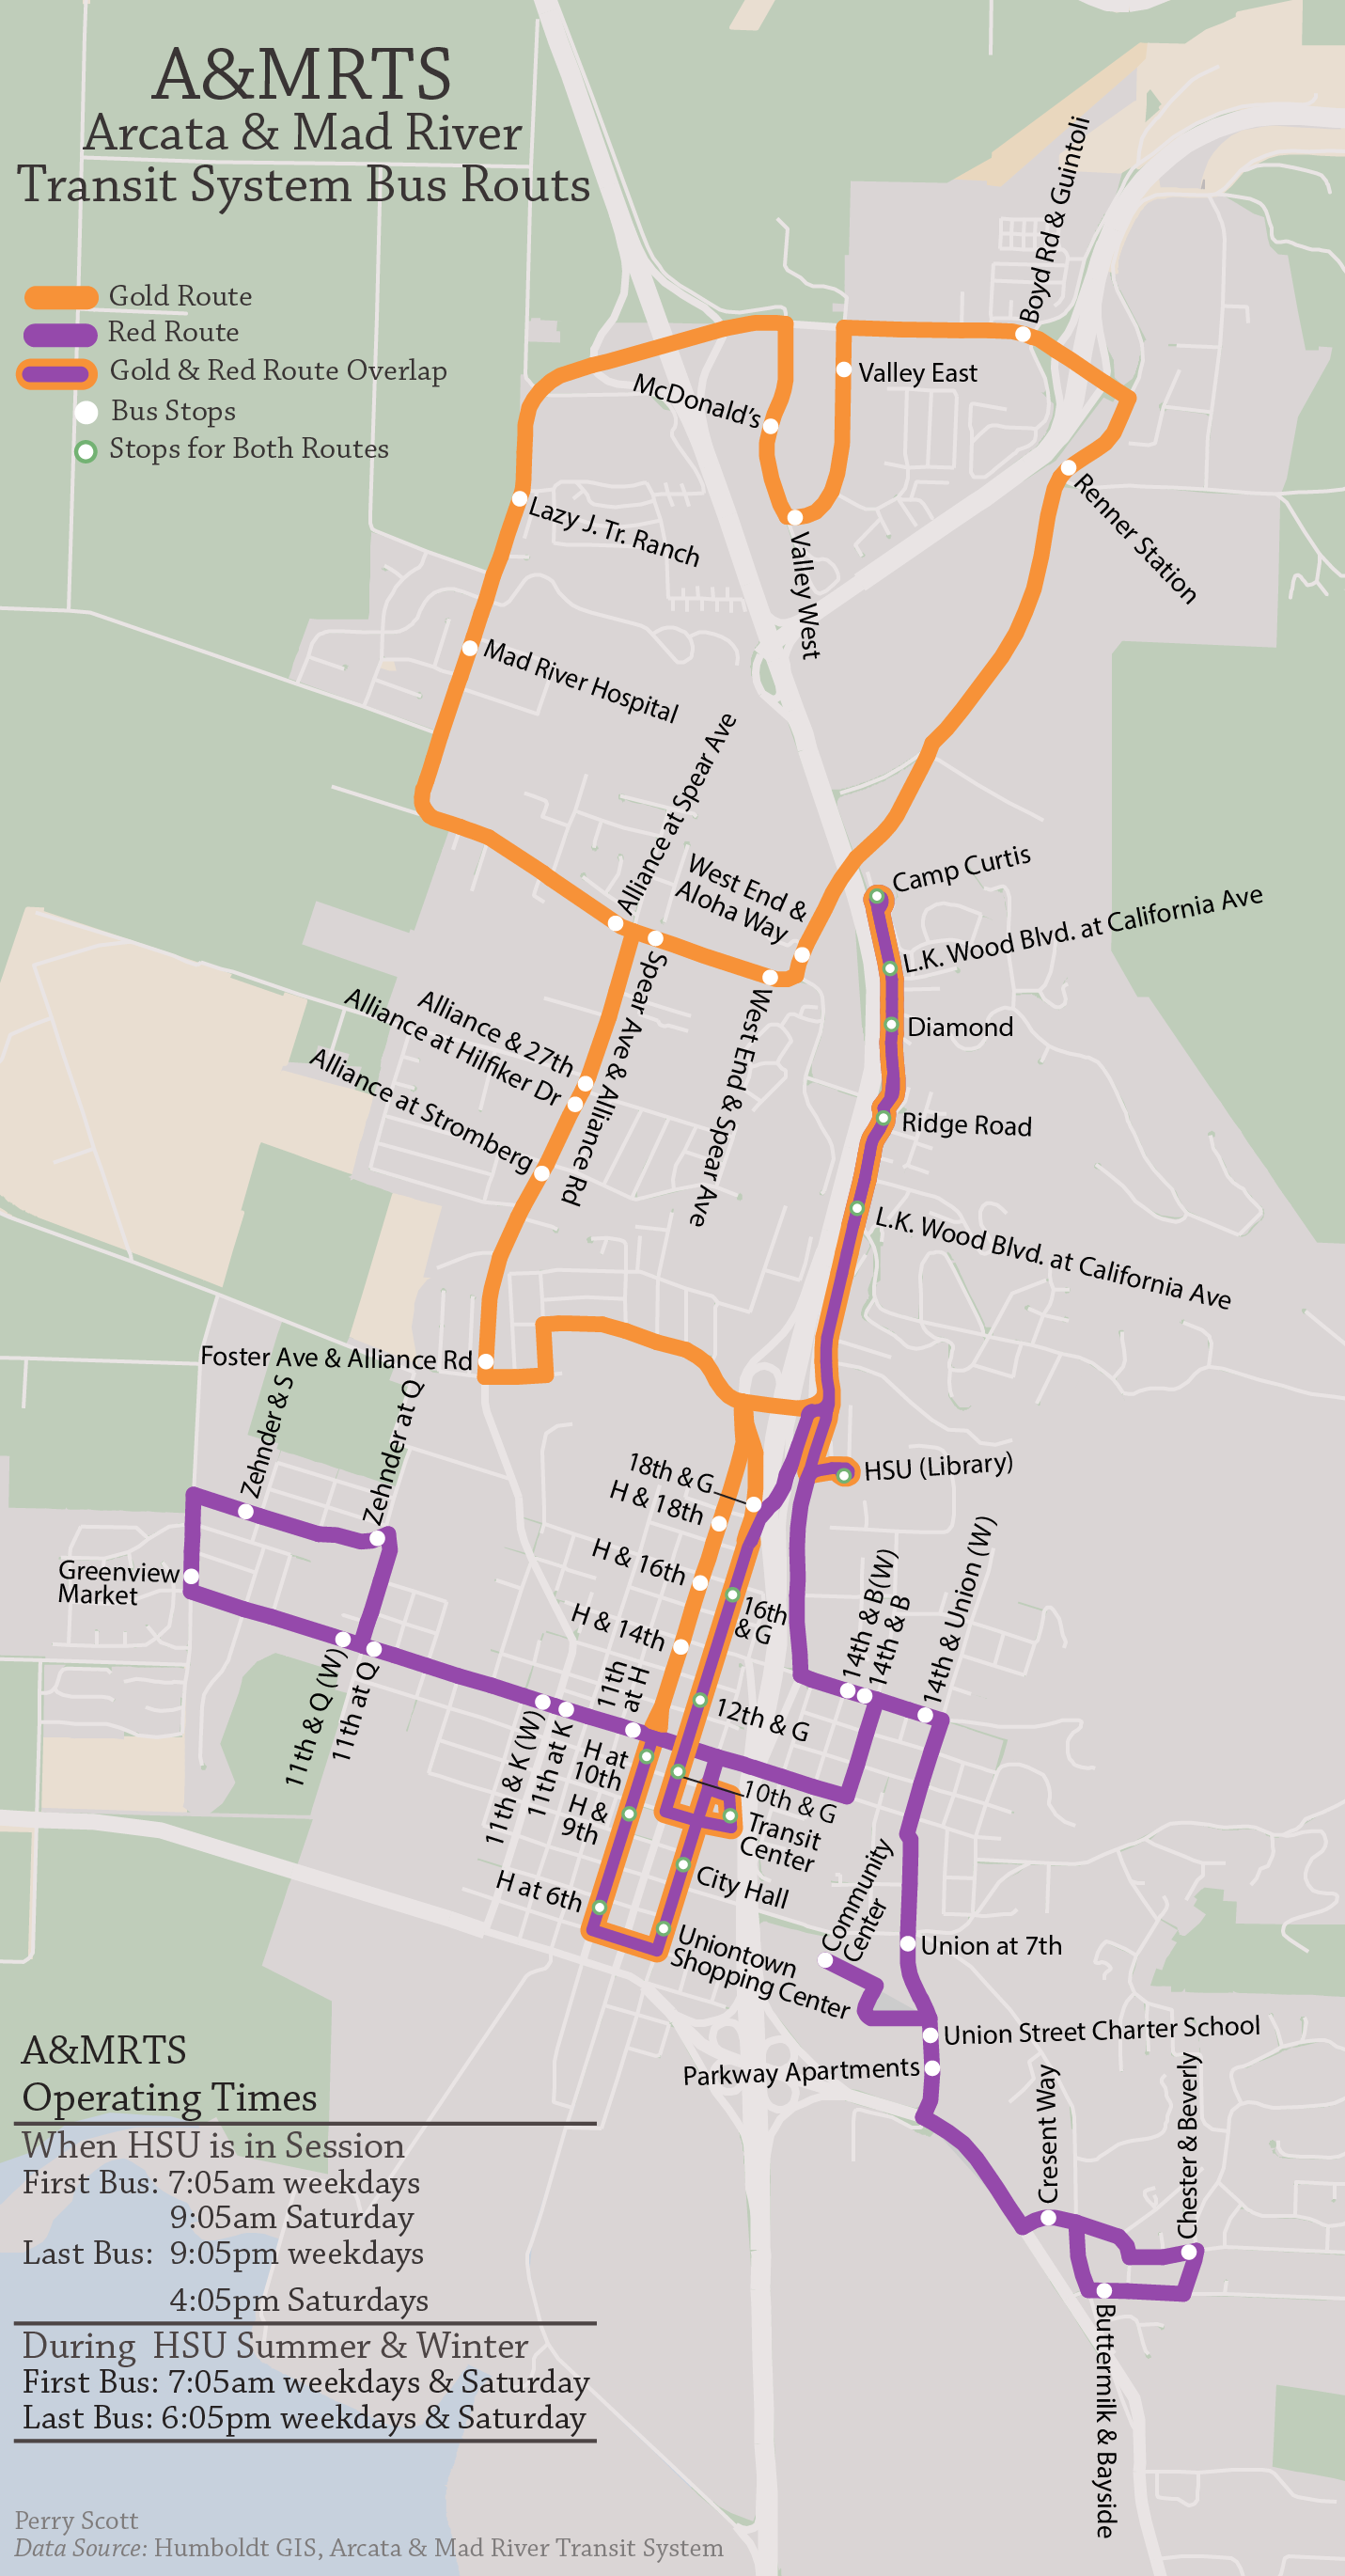 A&MRTS
Arcata & Mad River
Transit System Bus Routs
Gold Route
Red Route
Gold & Red Route Overlap
Bus Stops
Stops for Both Routes
Boyd Rd & Guintoli
McDonald's
Valley East
Renner Station
Lazy J. Tr. Ranch
Valley West
Mad River Hospital
Alliance at Spear Ave
West End &
Aloha Way
Camp Curtis
L.K. Wood Blvd. at California Ave
Diamond
Spear Ave & Alliance Rd
West End & Spear Ave
Alliance & 27th
Alliance at Hilfiker Dr
Alliance at Stromberg
Ridge Road
L.K. Wood Blvd. at California Ave
Foster Ave & Alliance Rd
Zehnder & S
Zehnder at Q
18th & G
H & 18th
HSU (Library)
H & 16th
Greenview
Market
16th
& G
14th & B(W)
14th & B
14th & Union (W)
H & 14th
11th & Q (W)
11th at Q
11th & K (W)
11th at K
11th
at H
12th & G
H at
10th
10th & G
H &
9th
Transit
Center
H at 6th
City Hall
Community
Center
Uniontown
Shopping Center
Union at 7th
Union Street Charter School
Parkway Apartments
Cresent Way
Chester & Beverly
Buttermilk & Bayside
A&MRTS
Operating Times
When HSU is in Session
First Bus: 7:05am weekdays
9:05am Saturday
Last Bus: 9:05pm weekdays
4:05pm Saturdays
During HSU Summer & Winter
First Bus: 7:05am weekdays & Saturday
Last Bus: 6:05pm weekdays & Saturday
Perry Scott
Data Source: Humboldt GIS, Arcata & Mad River Transit System